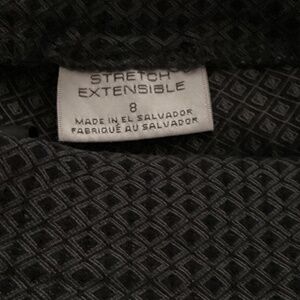 STRETCH
EXTENSIBLE
8
MADE IN EL SALVADOR
FABRIQUÉ AU SALVADOR